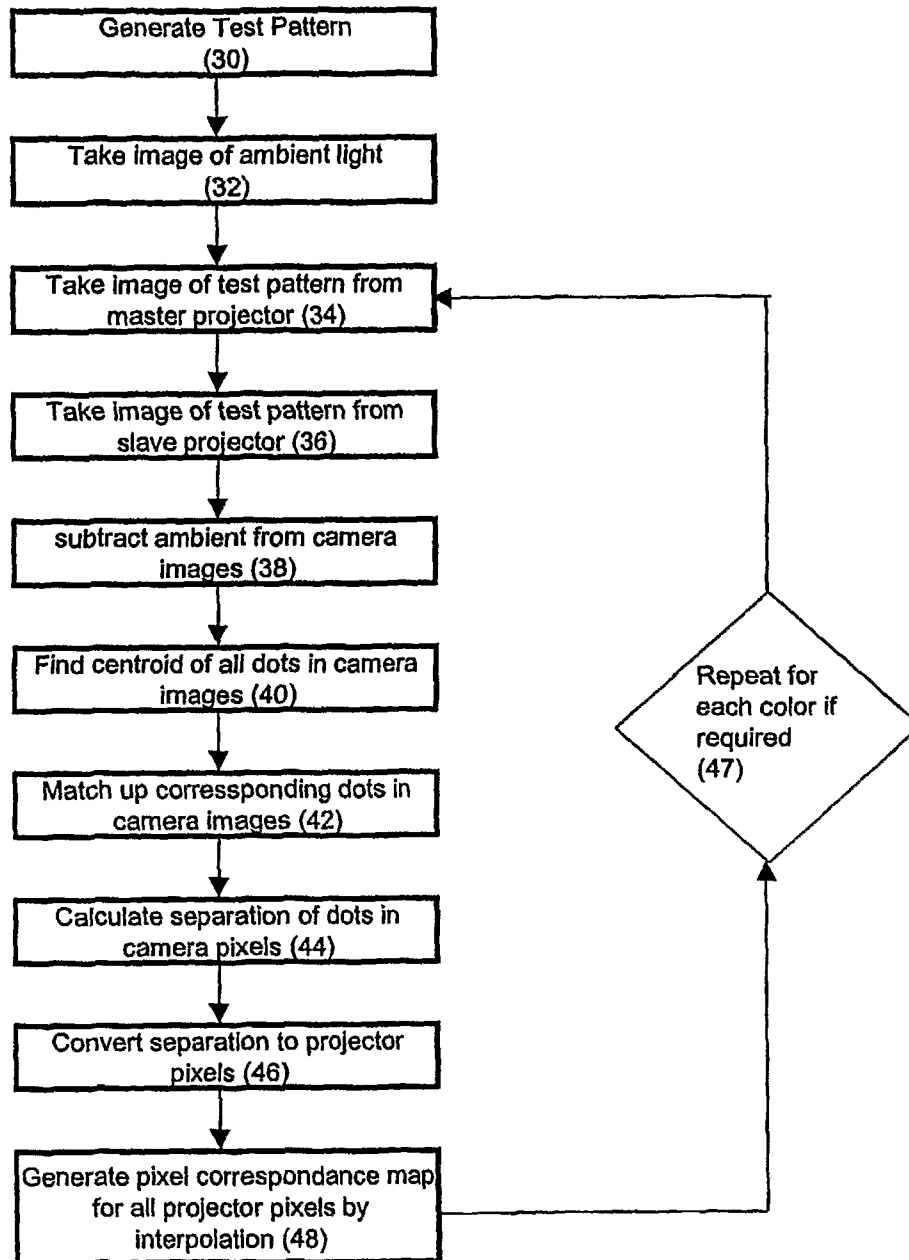 Generate Test Pattern
(30)
Take image of ambient light
(32)
Take image of test pattern from
master projector (34)
Take image of test pattern from
slave projector (36)
subtract ambient from camera
images (38)
Find centroid of all dots in camera
images (40)
Match up corressponding dots in
camera images (42)
Calculate separation of dots in
camera pixels (44)
Convert separation to projector
pixels (46)
Generate pixel correspondance map
for all projector pixels by
interpolation (48)
Repeat for
each color if
required
(47)